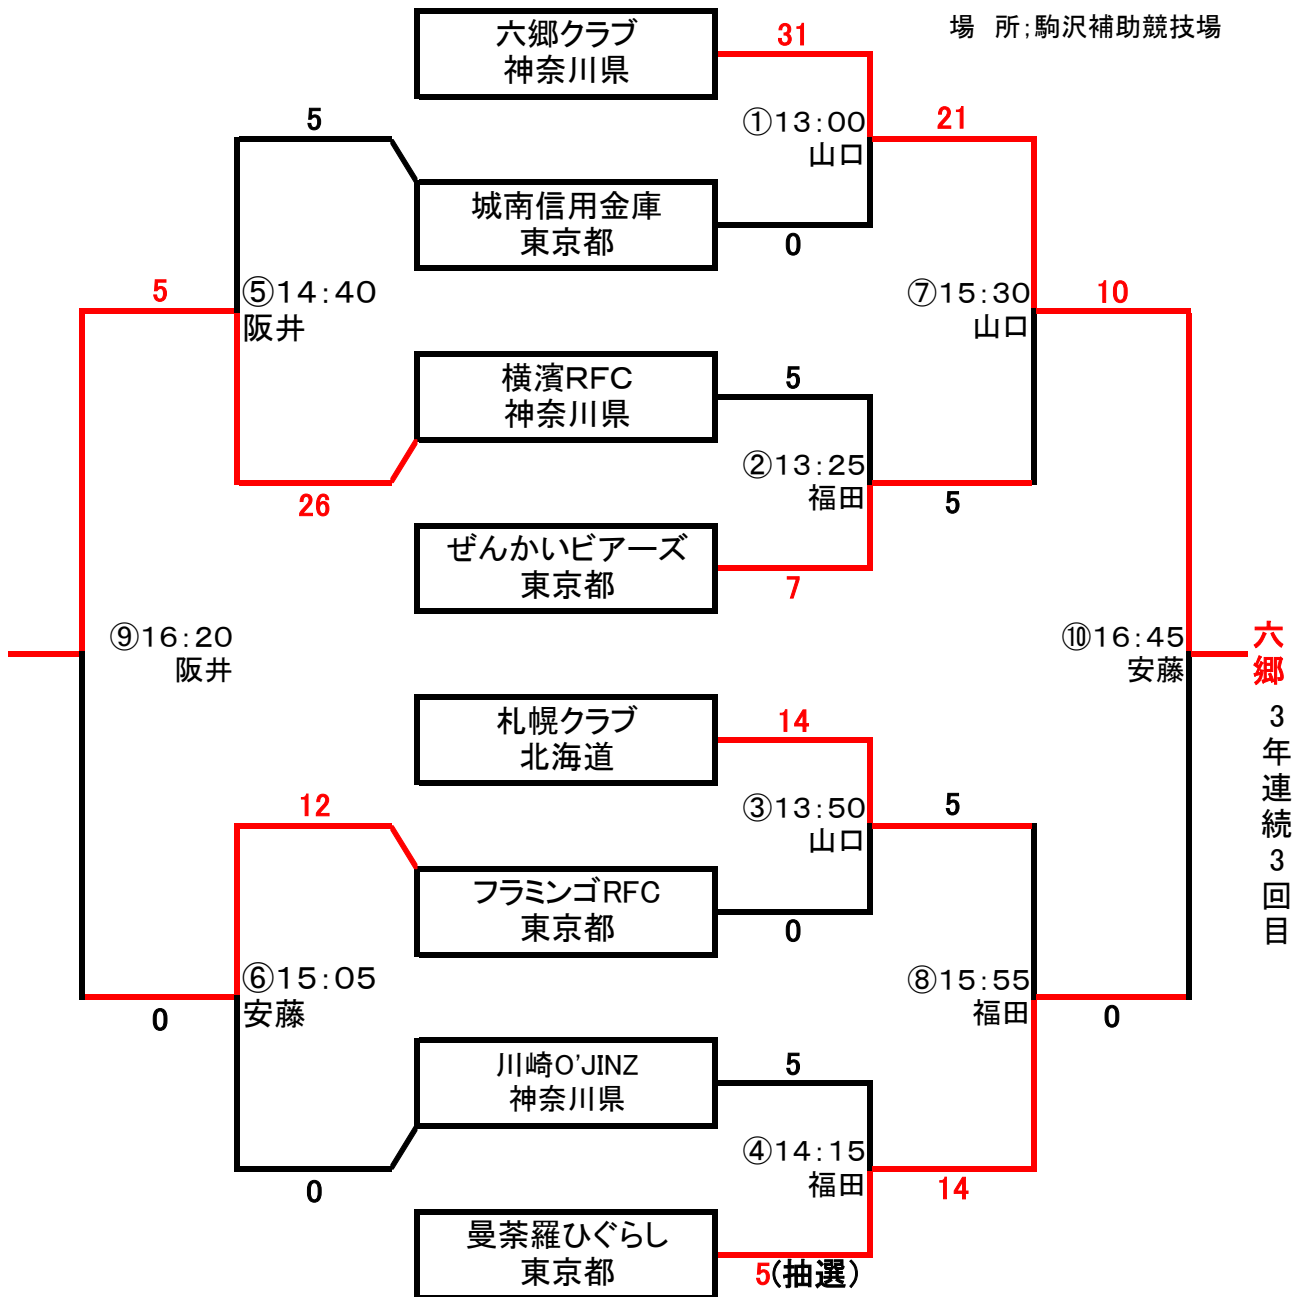 場 所;駒沢補助競技場
六郷クラブ
神奈川県
31
①13:00
山口
21
5
城南信用金庫
東京都
0
5
⑤14:40
阪井
⑦15:30
山口
10
横濱RFC
神奈川県
5
②13:25
福田
5
26
ぜんかいビアーズ
東京都
7
⑨16:20
阪井
⑩16:45
安藤
六郷
3年連続3回目
札幌クラブ
北海道
14
12
③13:50
山口
5
フラミンゴRFC
東京都
0
⑥15:05
安藤
0
⑧15:55
福田
0
川崎O'JINZ
神奈川県
5
④14:15
福田
14
0
曼荼羅ひぐらし
東京都
5(抽選)